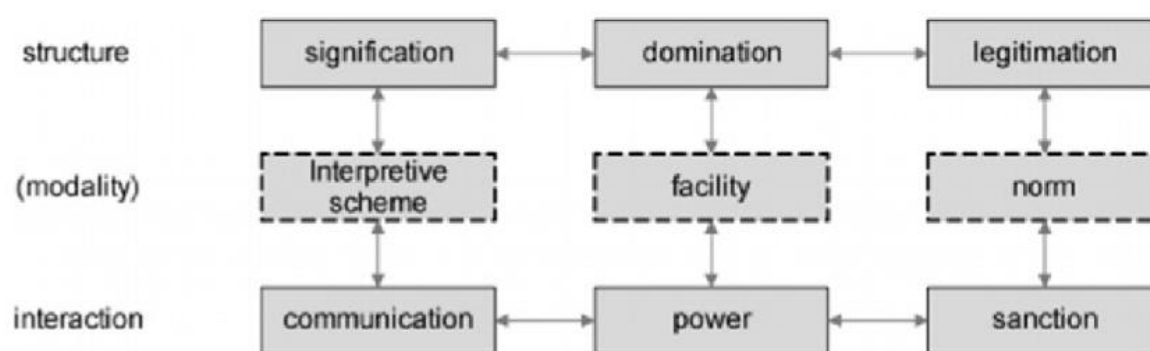 structure
signification
domination
legitimation
(modality)
Interpretive
scheme
facility
norm
interaction
communication
power
sanction